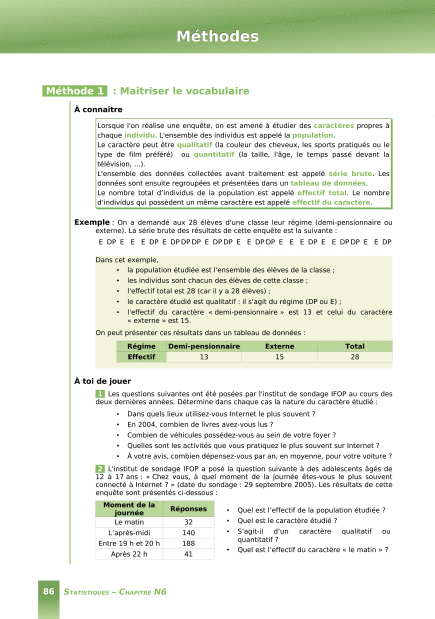 Méthodes
Méthode 1 : Maîtriser le vocabulaire
À connaître
Lorsque l'on réalise une enquête, on est amené à étudier des caractères propres à
chaque individu. L'ensemble des individus est appelé la population.
Le caractère peut être qualitatif (la couleur des cheveux, les sports pratiqués ou le
type de film préféré) ou quantitatif (la taille, l'âge, le temps passé devant la
télévision, ...).
L'ensemble des données collectées avant traitement est appelé série brute. Les
données sont ensuite regroupées et présentées dans un tableau de données.
Le nombre total d'individus de la population est appelé effectif total. Le nombre
d'individus qui possèdent un même caractère est appelé effectif du caractère.
Exemple : On a demandé aux 28 élèves d'une classe leur régime (demi-pensionnaire ou
externe). La série brute des résultats de cette enquête est la suivante :
E DP E E E DP E DP DP DP E DP DP E E DP DP E E E DP E E DP DP E E DP
Dans cet exemple,
• la population étudiée est l'ensemble des élèves de la classe ;
• les individus sont chacun des élèves de cette classe ;
• l'effectif total est 28 (car il y a 28 élèves) ;
• le caractère étudié est qualitatif : il s'agit du régime (DP ou E) ;
• l'effectif du caractère « demi-pensionnaire » est 13 et celui du caractère
« externe » est 15.
On peut présenter ces résultats dans un tableau de données :
Régime Demi-pensionnaire Externe Total
Effectif 13 15 28
À toi de jouer
1 Les questions suivantes ont été posées par l'institut de sondage IFOP au cours des
deux dernières années. Détermine dans chaque cas la nature du caractère étudié :
• Dans quels lieux utilisez-vous Internet le plus souvent ?
• En 2004, combien de livres avez-vous lus ?
• Combien de véhicules possédez-vous au sein de votre foyer ?
• Quelles sont les activités que vous pratiquez le plus souvent sur Internet ?
• À votre avis, combien dépensez-vous par an, en moyenne, pour votre voiture ?
2 L'institut de sondage IFOP a posé la question suivante à des adolescents âgés de
12 à 17 ans : « Chez vous, à quel moment de la journée êtes-vous le plus souvent
connecté à Internet ? » (date du sondage : 29 septembre 2005). Les résultats de cette
enquête sont présentés ci-dessous :
Moment de la
journée Réponses
Le matin 32
L'après-midi 140
Entre 19 h et 20 h 188
Après 22 h 41
• Quel est l'effectif de la population étudiée ?
• Quel est le caractère étudié ?
• S'agit-il d'un caractère qualitatif ou
quantitatif ?
• Quel est l'effectif du caractère « le matin » ?
86 Statistiques – Chapitre N6